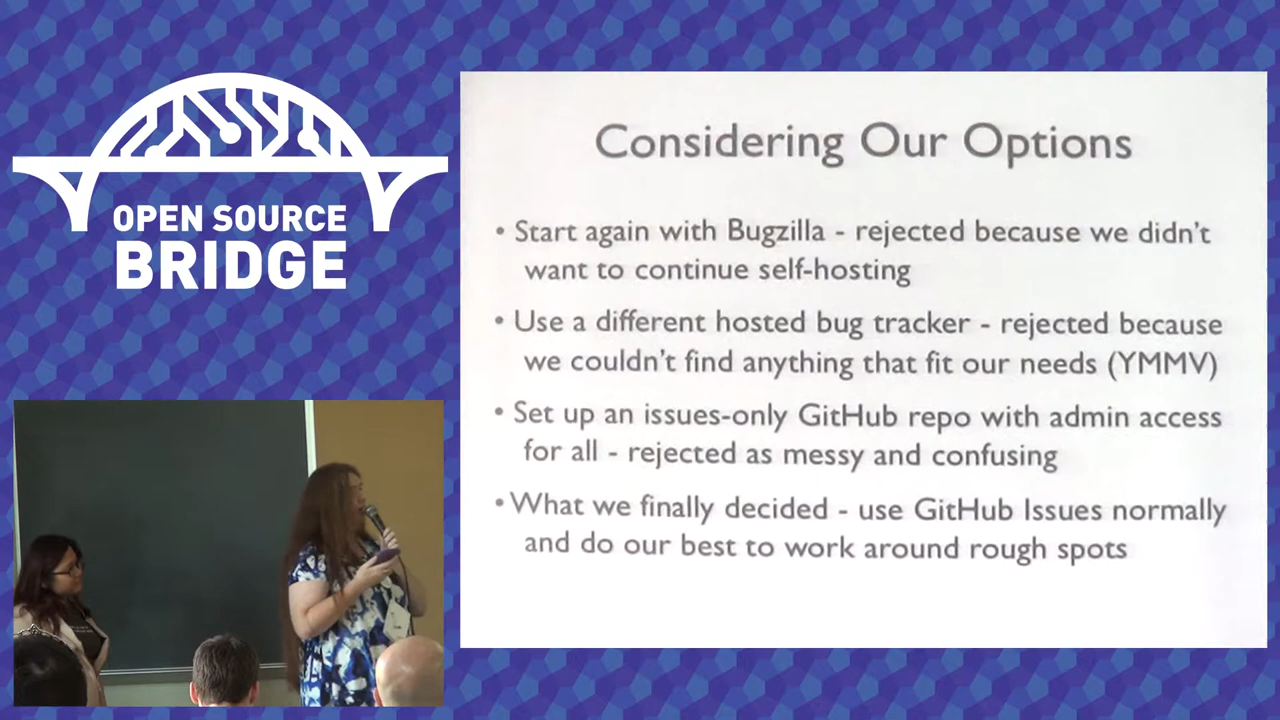 OPEN SOURCE
BRIDGE
Considering Our Options
• Start again with Bugzilla - rejected because we didn't
want to continue self-hosting
• Use a different hosted bug tracker - rejected because
we couldn't find anything that fit our needs (YMMV)
• Set up an issues-only GitHub repo with admin access
for all - rejected as messy and confusing
• What we finally decided - use GitHub Issues normally
and do our best to work around rough spots